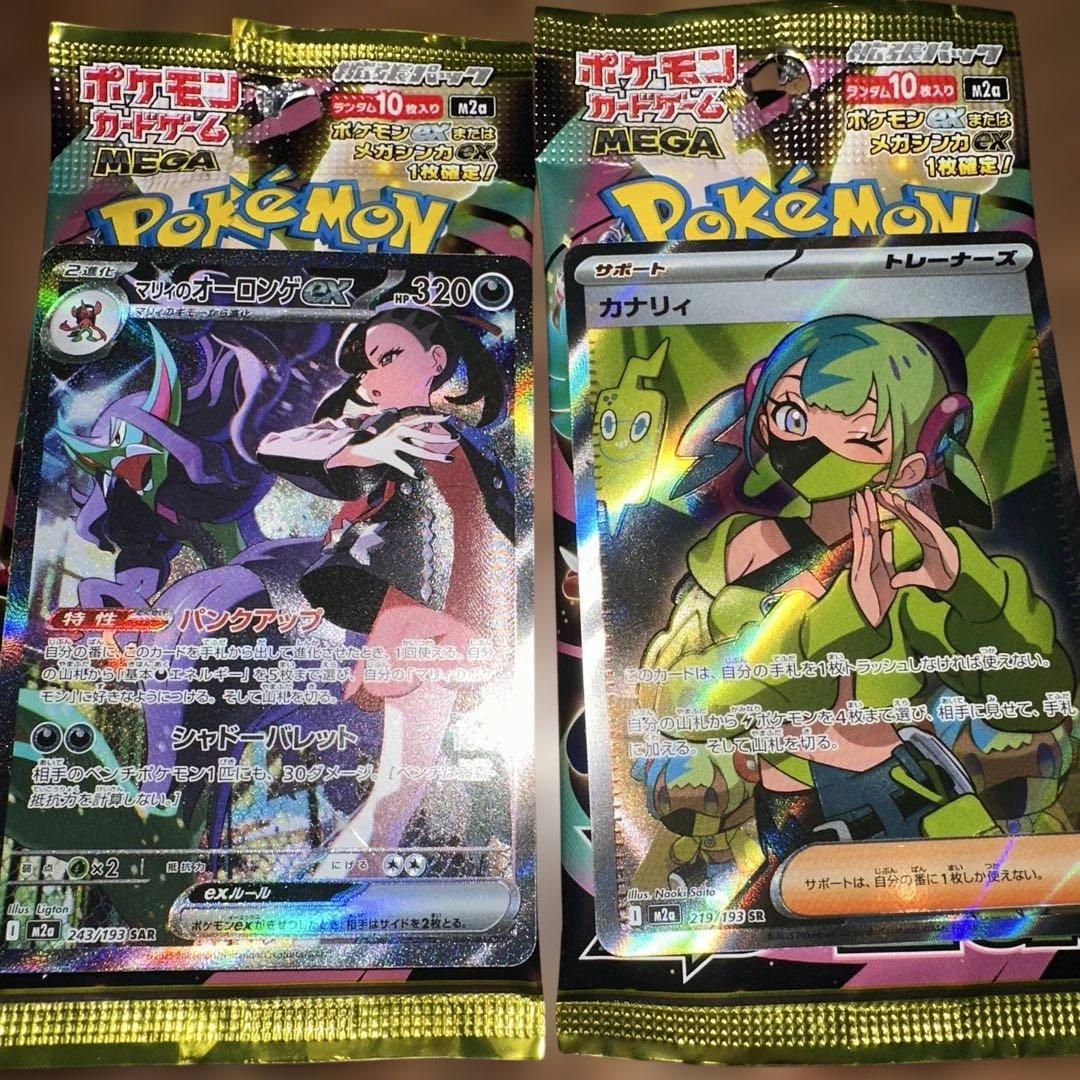 ポケモン
カードゲーム
MEGA
拡張パック
ランダム10枚入り
M2a
ポケモンexまたは
メガシンカex
1枚確定!
POKÉMON
2進化
マリィのオーロンゲex
HP320
マリィのギモーから進化
特性 パンクアップ
自分の番に、このカードを手札から出して進化させたとき、1回使える。自分
の山札から「基本エネルギー」を5枚まで選び、自分の「マリィのポケ
モン」に好きなようにつける。そして山札を切る。
シャドーバレット
相手のベンチポケモン1匹にも、30ダメージ。[ベンチは弱点・
抵抗力を計算しない。]
弱点 ×2 抵抗力 にげる
exルール
ポケモンexがきぜつしたとき、相手はサイドを2枚とる。
Illus. Ligton
M2a 243/193 SAR
ポケモン
カードゲーム
MEGA
拡張パック
ランダム10枚入り
M2a
ポケモンexまたは
メガシンカex
1枚確定!
POKÉMON
サポート
トレーナーズ
カナリィ
このカードは、自分の手札を1枚トラッシュしなければ使えない。
自分の山札からポケモンを4枚まで選び、相手に見せて、手札
に加える。そして山札を切る。
サポートは、自分の番に1枚しか使えない。
Illus. Naoki Saito
M2a 219/193 SR